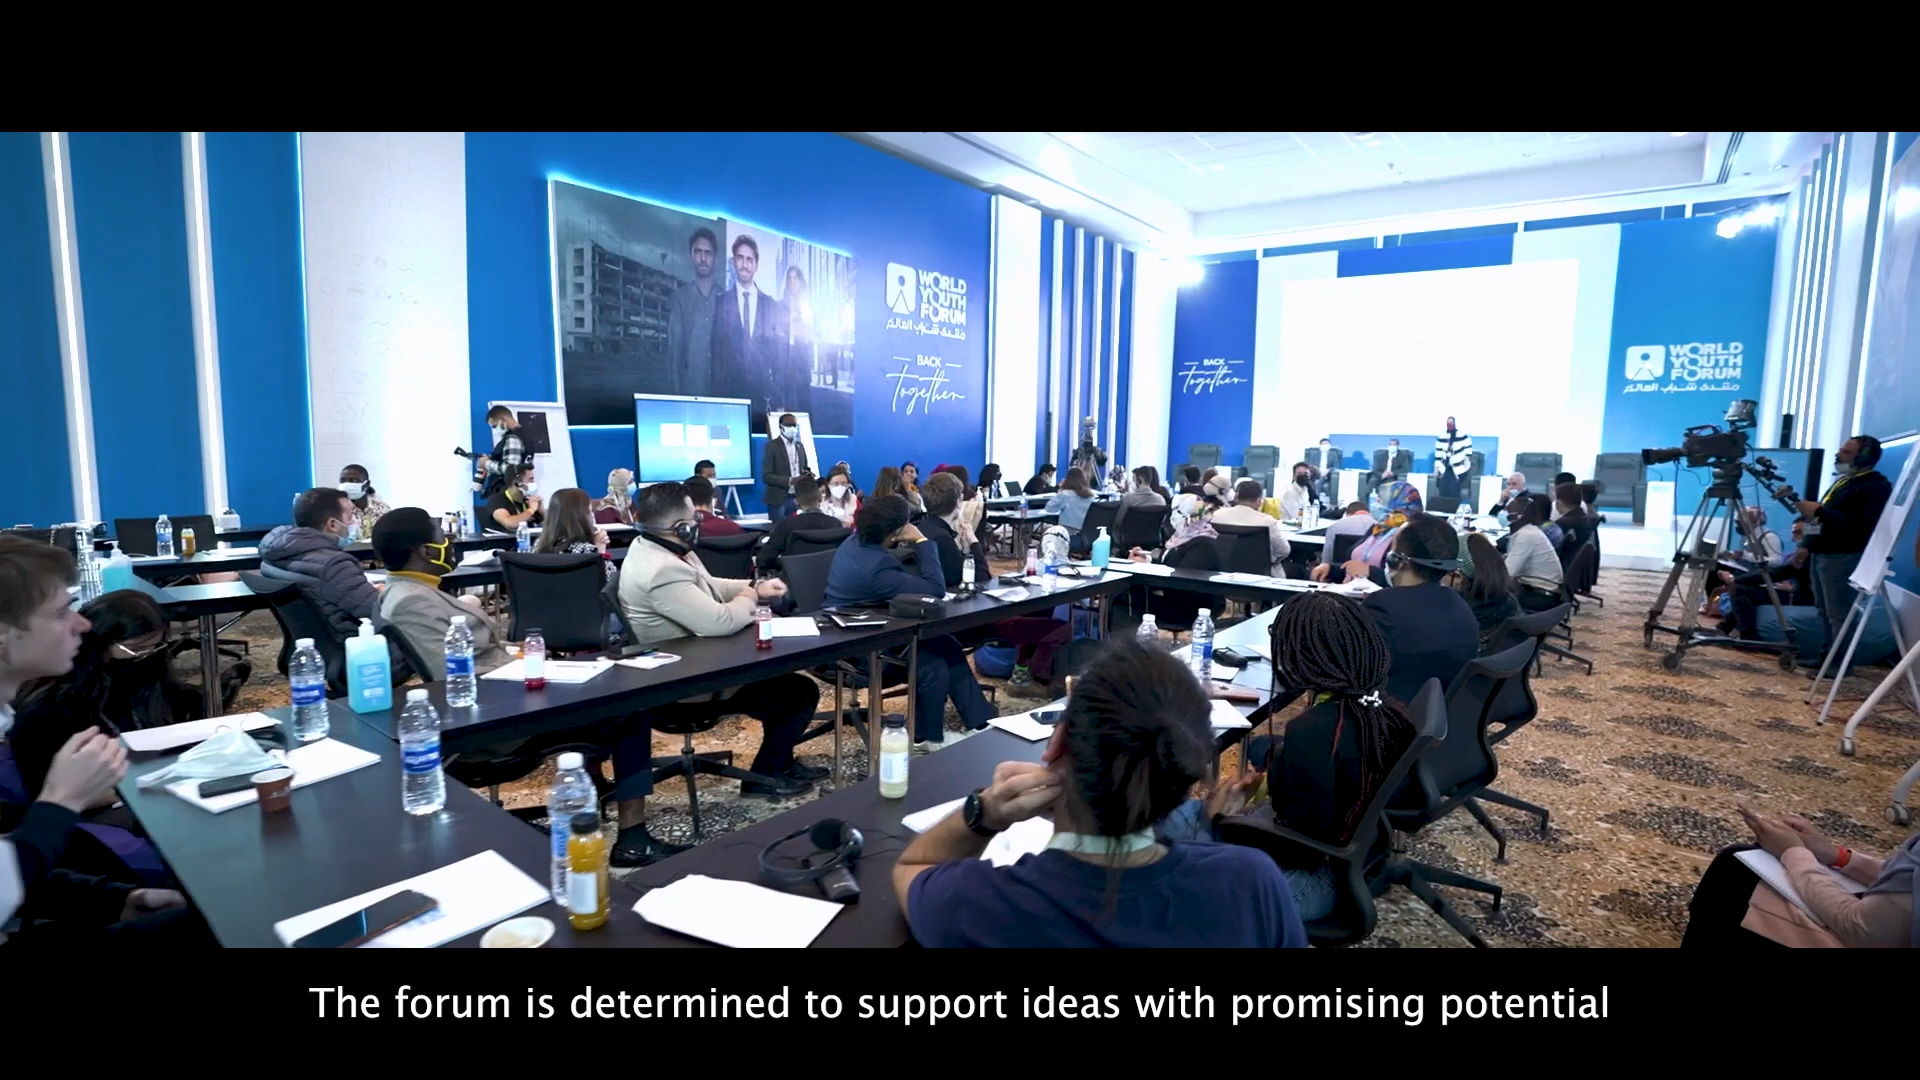 WORLD
YOUTH
FORUM
منتدى شباب العالم
BACK
Together
BACK
Together
WORLD
YOUTH
FORUM
منتدى شباب العالم
The forum is determined to support ideas with promising potential